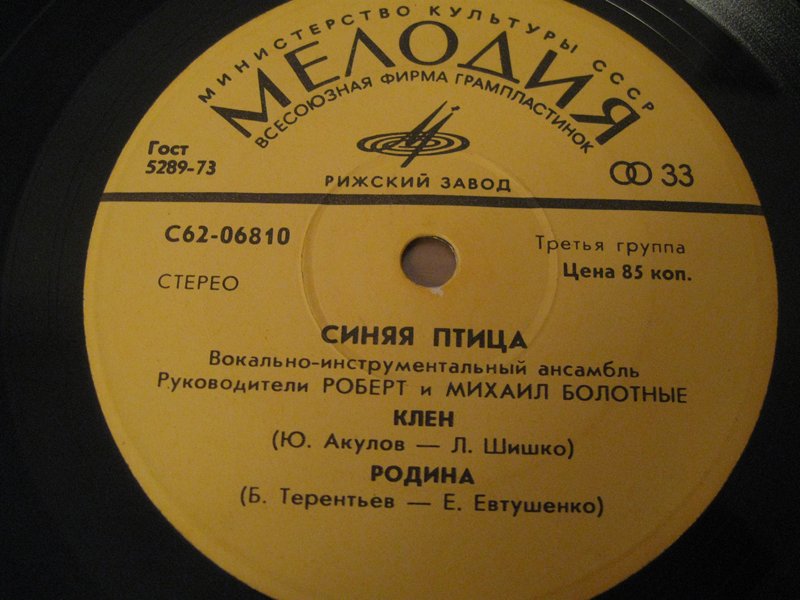 МИНИСТЕРСТВО КУЛЬТУРЫ СССР
МЕЛОДИЯ
ВСЕСОЮЗНАЯ ФИРМА ГРАМПЛАСТИНОК
Гост
5289-73
33
РИЖСКИЙ ЗАВОД
С62-06810
Третья группа
СТЕРЕО
Цена 85 коп.
СИНЯЯ ПТИЦА
Вокально-инструментальный ансамбль
Руководители РОБЕРТ и МИХАИЛ БОЛОТНЫЕ
КЛЕН
(Ю. Акулов — Л. Шишко)
РОДИНА
(Б. Терентьев — Е. Евтушенко)